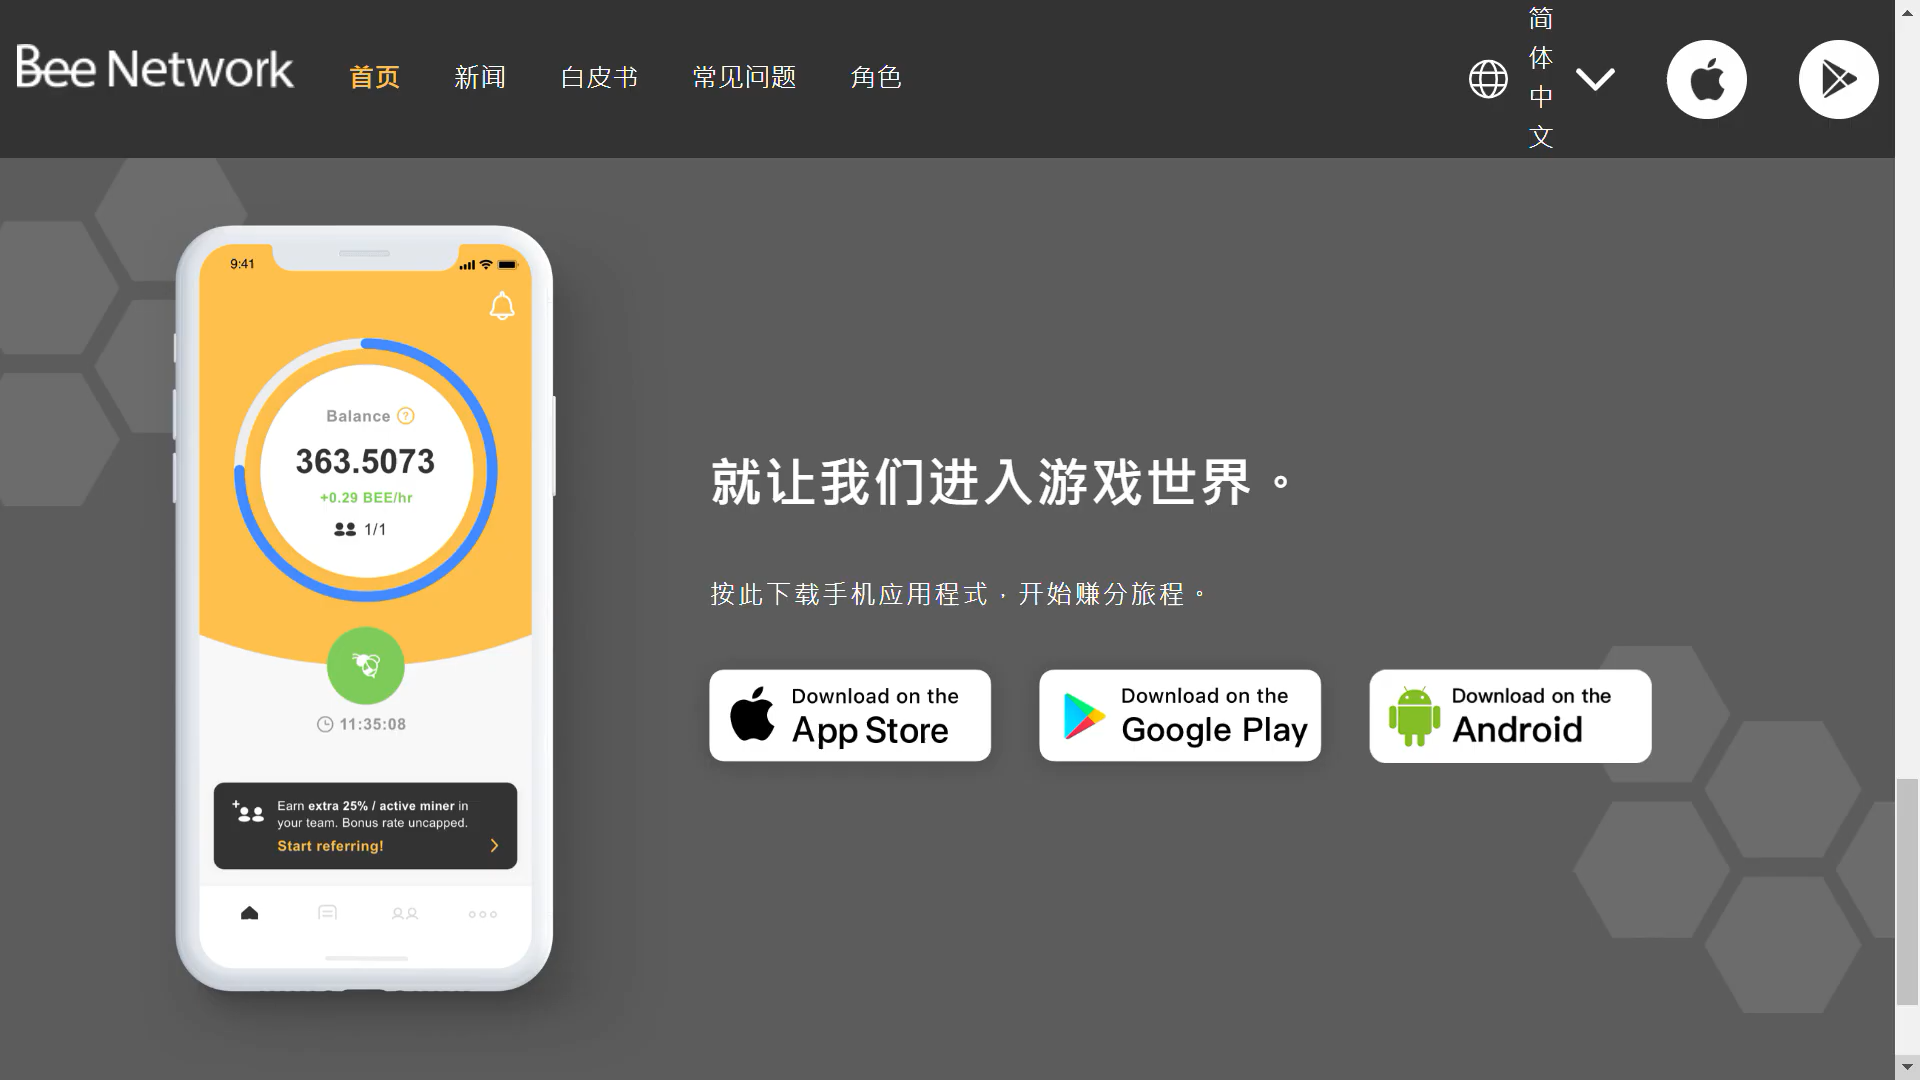 Bee Network
首页
新闻
白皮书
常见问题
角色
简体中文
9:41
Balance ?
363.5073
+0.29 BEE/hr
1/1
11:35:08
Earn extra 25% / active miner in
your team. Bonus rate uncapped.
Start referring!
就让我们进入游戏世界。
按此下载手机应用程式，开始赚分旅程。
Download on the
App Store
Download on the
Google Play
Download on the
Android